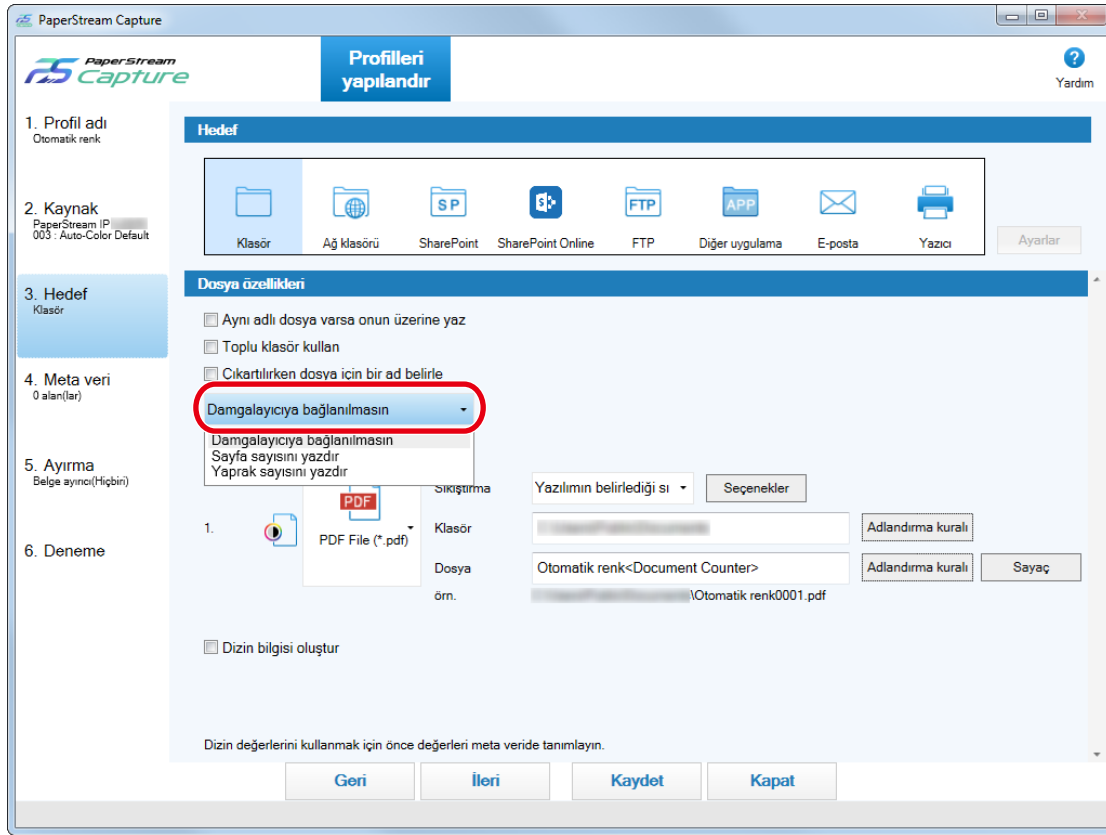 PaperStream Capture
PaperStream
Capture
Profilleri
yapılandır
?
Yardım
1. Profil adı
Otomatik renk
2. Kaynak
PaperStream IP
003 : Auto-Color Default
3. Hedef
Klasör
4. Meta veri
0 alan(lar)
5. Ayırma
Belge ayırıcı(Hiçbiri)
6. Deneme
Hedef
Klasör
Ağ klasörü
SP
SharePoint
SharePoint Online
FTP
FTP
APP
Diğer uygulama
E-posta
Yazıcı
Ayarlar
Dosya özellikleri
Aynı adlı dosya varsa onun üzerine yaz
Toplu klasör kullan
Çıkartılırken dosya için bir ad belirle
Damgalayıcıya bağlanılmasın
Damgalayıcıya bağlanılmasın
Sayfa sayısını yazdır
Yaprak sayısını yazdır
1.
PDF
PDF File (*.pdf)
Sıkıştırma
Yazılımın belirlediği sı
Seçenekler
Klasör
Adlandırma kuralı
Dosya
Otomatik renk<Document Counter>
Adlandırma kuralı
Sayaç
örn.
\Otomatik renk0001.pdf
Dizin bilgisi oluştur
Dizin değerlerini kullanmak için önce değerleri meta veride tanımlayın.
Geri
İleri
Kaydet
Kapat